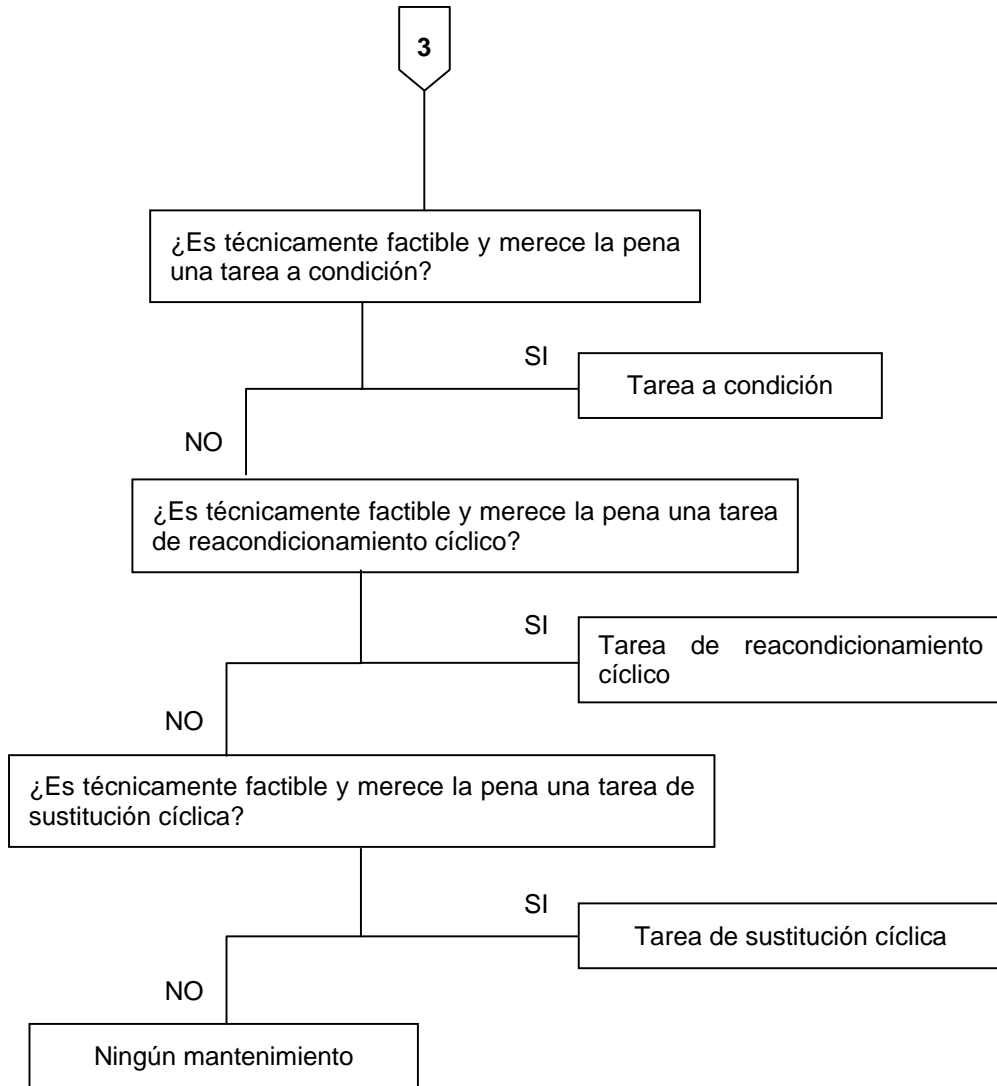 3
¿Es técnicamente factible y merece la pena
una tarea a condición?
SI
Tarea a condición
NO
¿Es técnicamente factible y merece la pena una tarea
de reacondicionamiento cíclico?
SI
Tarea de reacondicionamiento
cíclico
NO
¿Es técnicamente factible y merece la pena una tarea de
sustitución cíclica?
SI
Tarea de sustitución cíclica
NO
Ningún mantenimiento